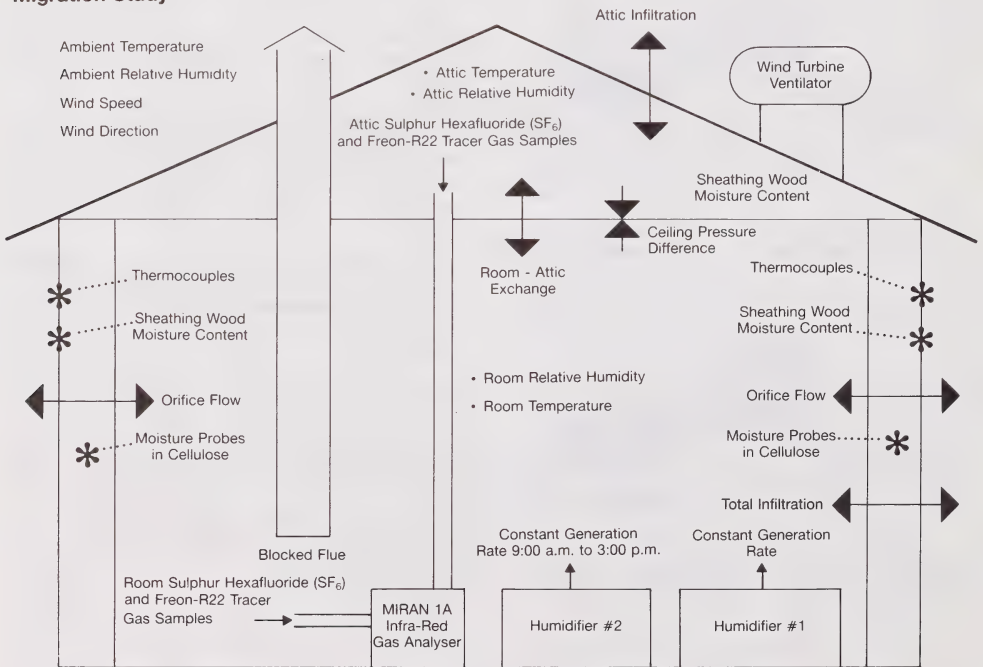 Migration Study
Attic Infiltration
Ambient Temperature
Ambient Relative Humidity
Wind Speed
Wind Direction
• Attic Temperature
• Attic Relative Humidity
Wind Turbine
Ventilator
Attic Sulphur Hexafluoride (SF₆)
and Freon-R22 Tracer Gas Samples
Sheathing Wood
Moisture Content
Ceiling Pressure
Difference
Room - Attic
Exchange
Thermocouples
Sheathing Wood
Moisture Content
Orifice Flow
Moisture Probes
in Cellulose
• Room Relative Humidity
• Room Temperature
Thermocouples
Sheathing Wood
Moisture Content
Orifice Flow
Moisture Probes
in Cellulose
Total Infiltration
Blocked Flue
Room Sulphur Hexafluoride (SF₆)
and Freon-R22 Tracer
Gas Samples
MIRAN 1A
Infra-Red
Gas Analyser
Constant Generation
Rate 9:00 a.m. to 3:00 p.m.
Humidifier #2
Constant Generation
Rate
Humidifier #1